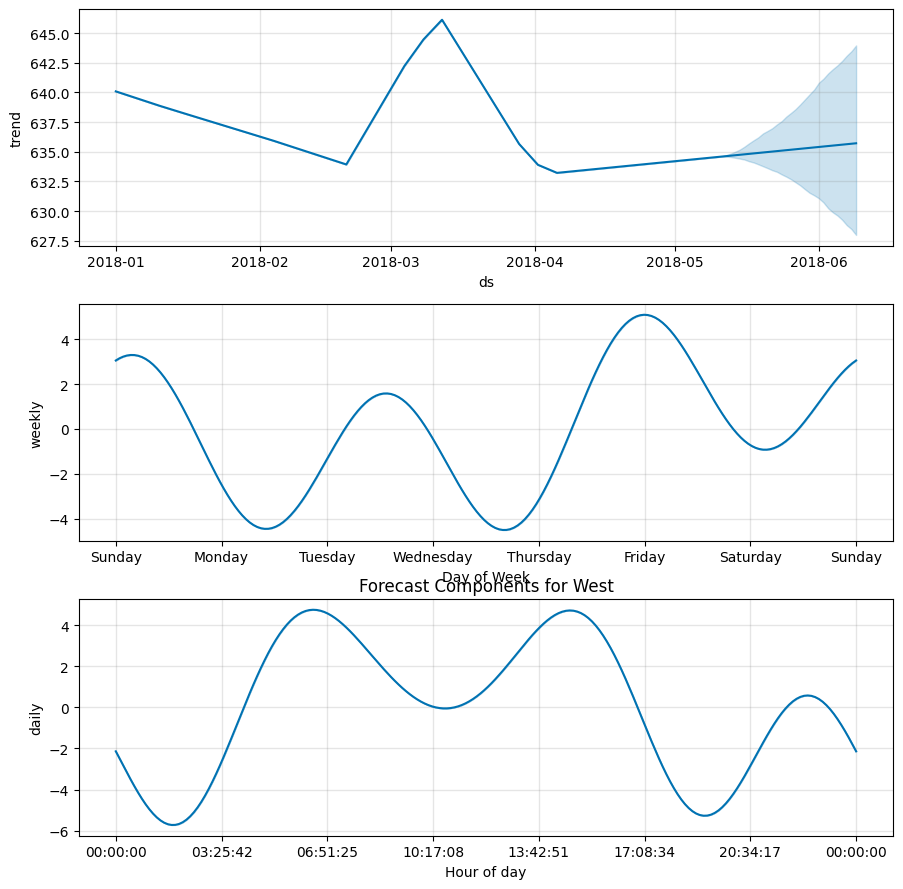 645.0
642.5
640.0
637.5
635.0
632.5
630.0
627.5
trend
2018-01 2018-02 2018-03 2018-04 2018-05 2018-06
ds
4
2
0
−2
−4
weekly
Sunday Monday Tuesday Wednesday Thursday Friday Saturday Sunday
Day of Week
Forecast Components for West
4
2
0
−2
−4
−6
daily
00:00:00 03:25:42 06:51:25 10:17:08 13:42:51 17:08:34 20:34:17 00:00:00
Hour of day